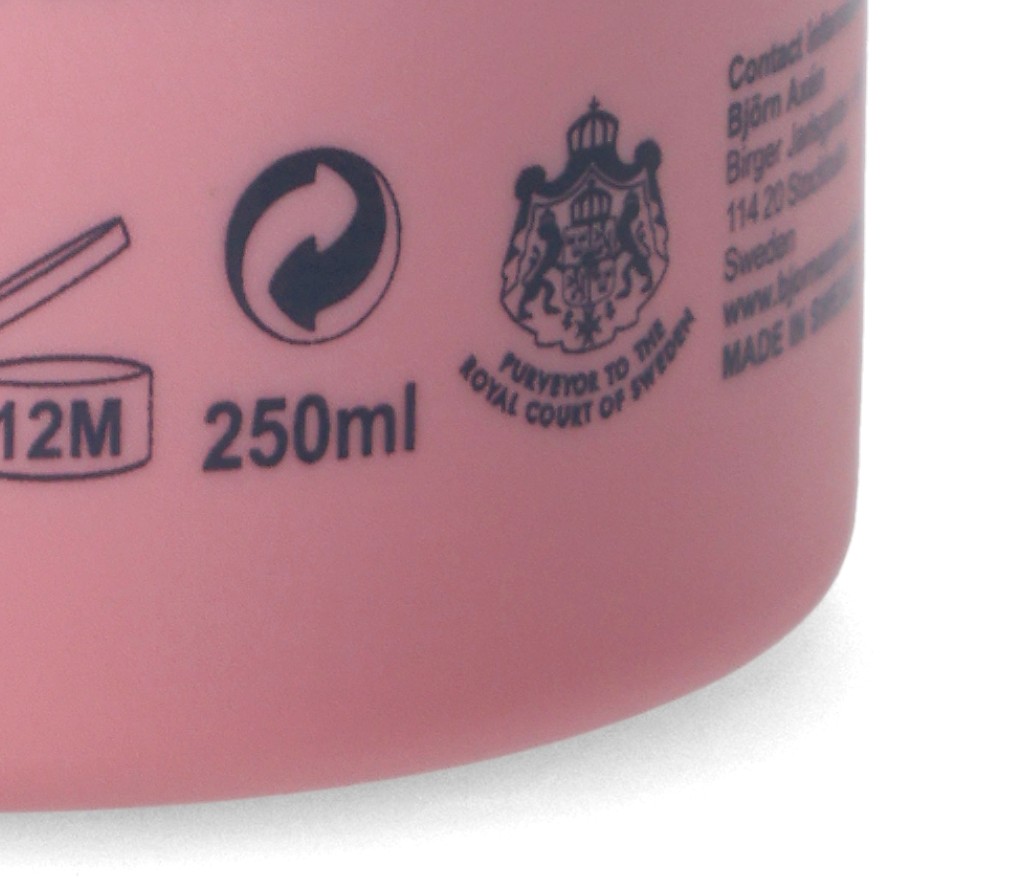 12M
250ml
PURVEYOR TO THE
ROYAL COURT OF SWEDEN
Contact
Björn Axén
Birger
114 20
Sweden
MADE IN